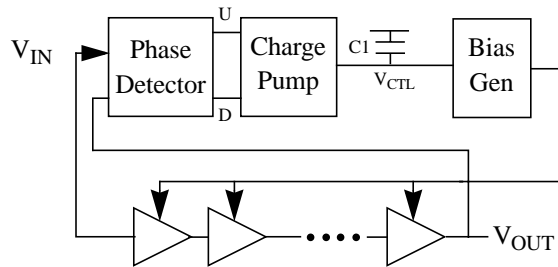 U
V_IN
Phase Detector
Charge Pump
C1
V_CTL
Bias Gen
D
V_OUT